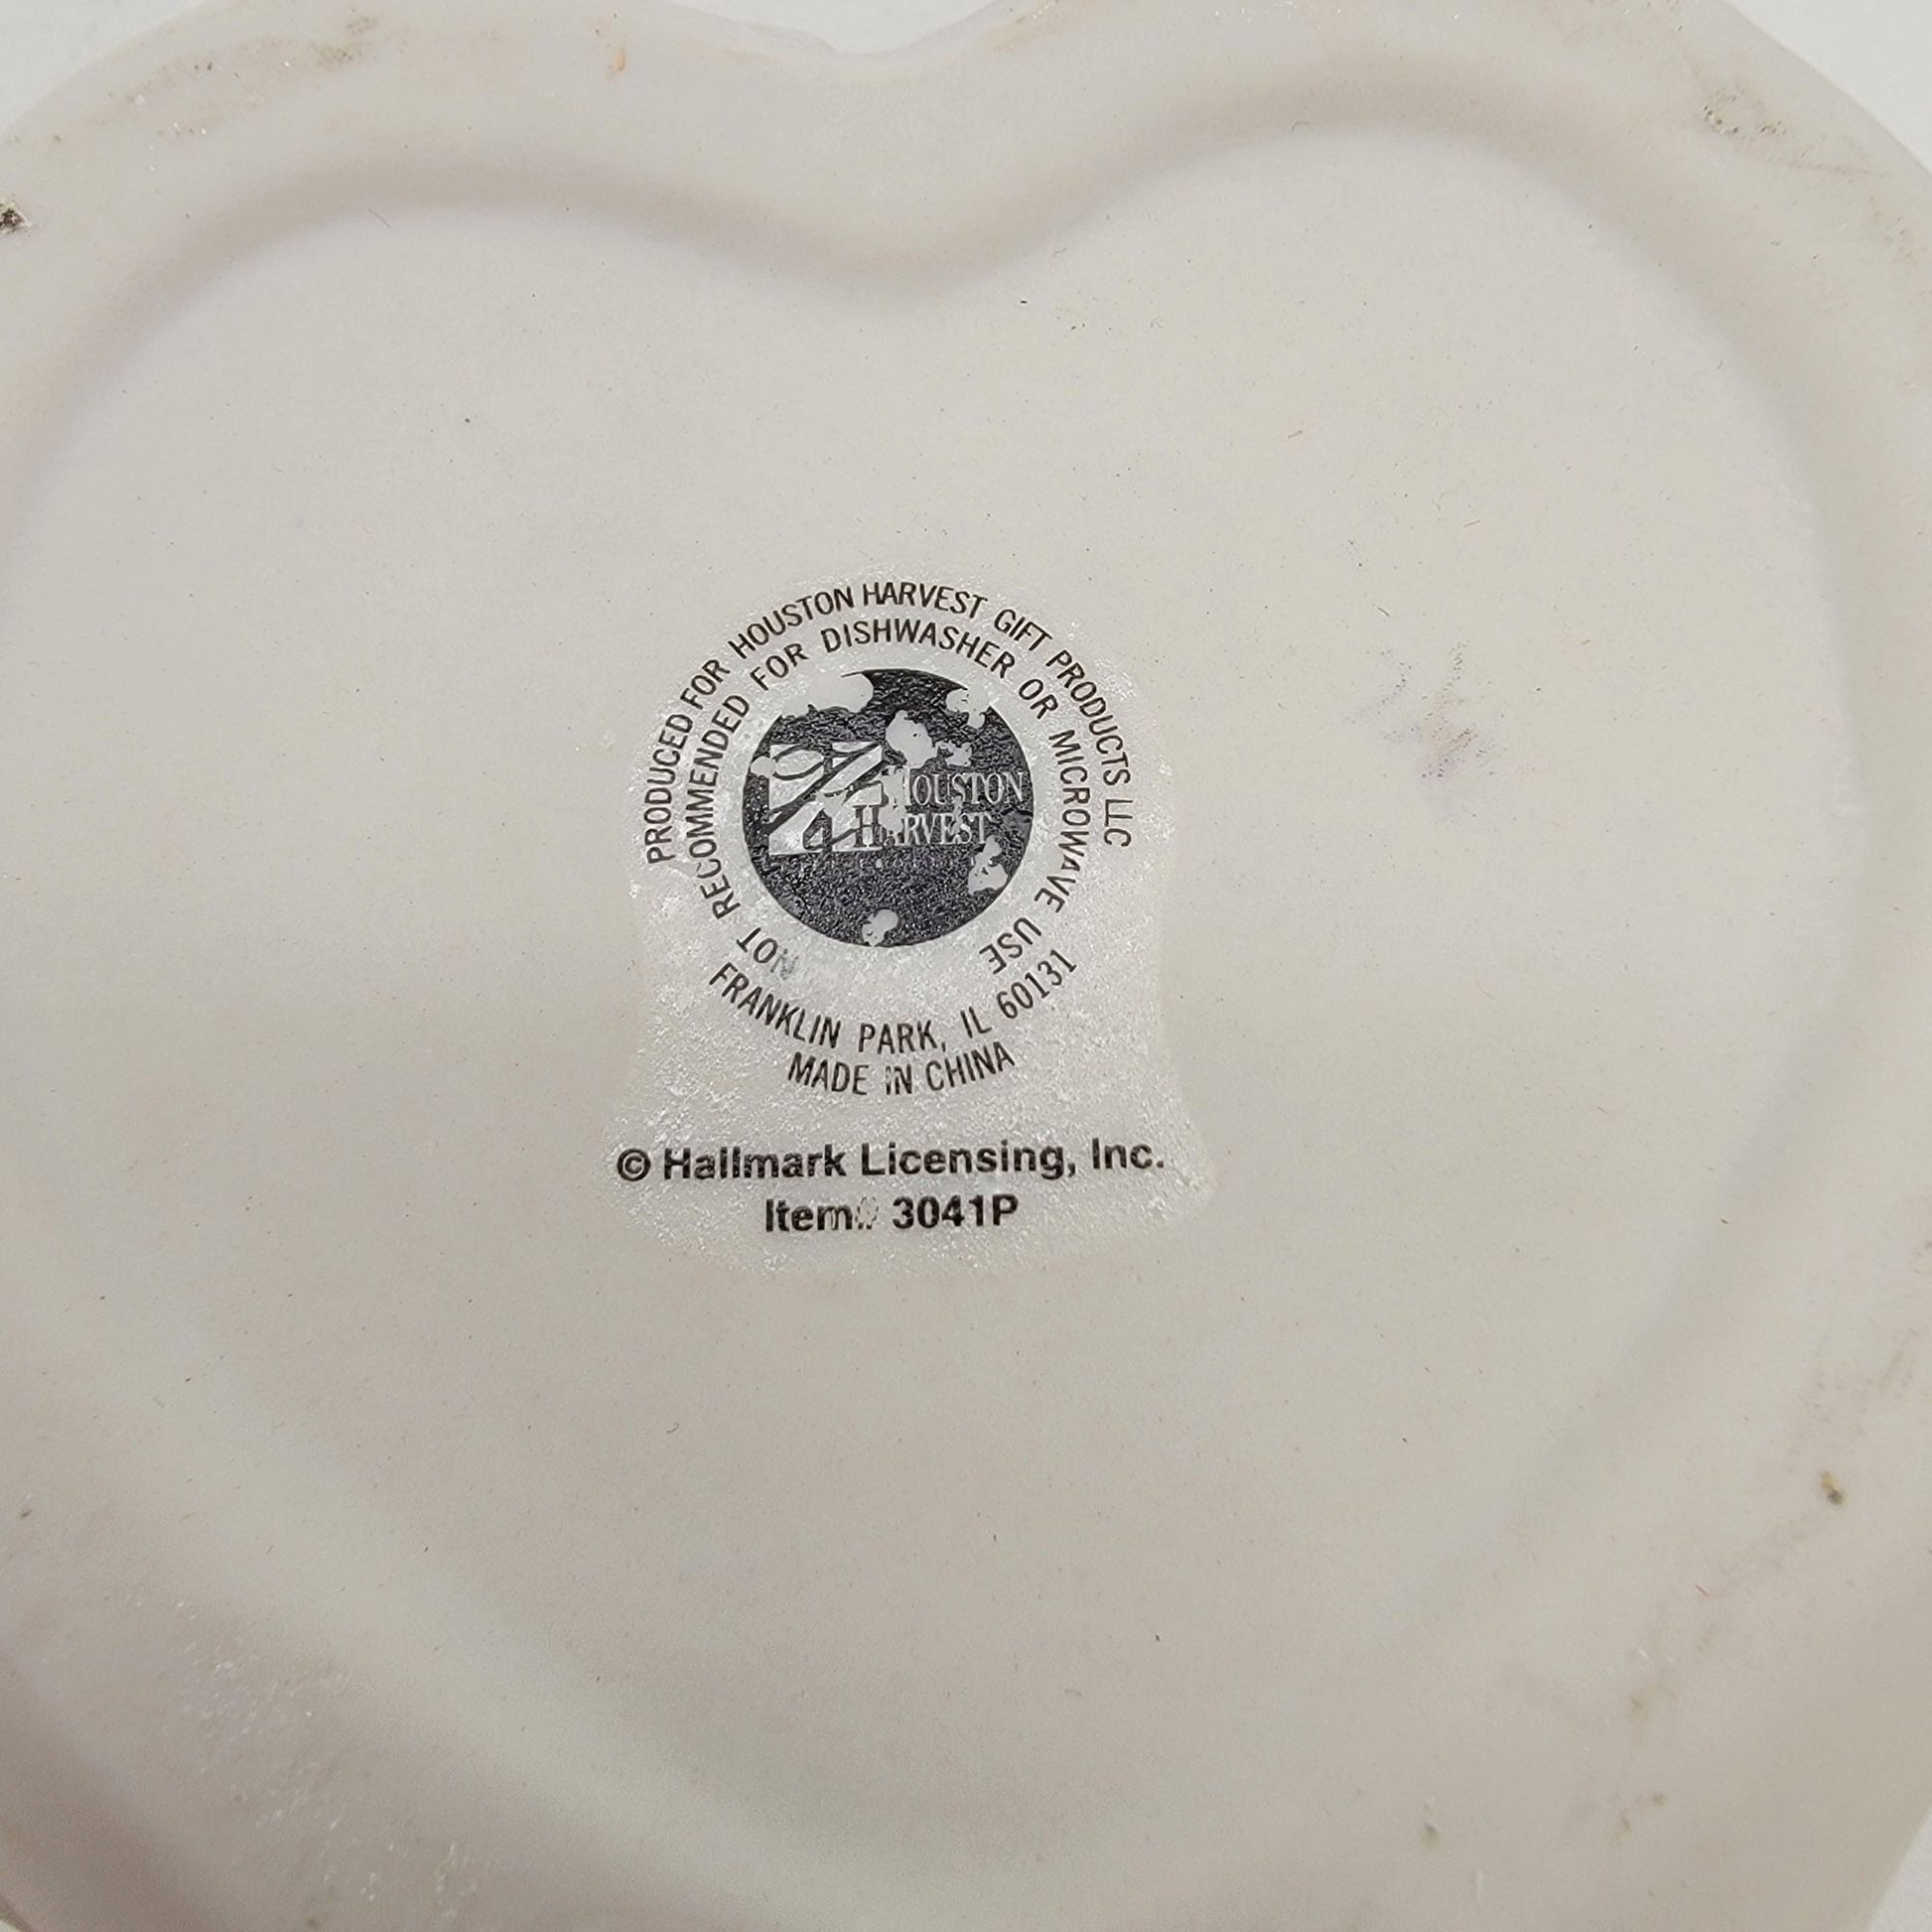 PRODUCED FOR HOUSTON HARVEST GIFT PRODUCTS LLC
NOT RECOMMENDED FOR DISHWASHER OR MICROWAVE USE
HOUSTON
HARVEST
FRANKLIN PARK, IL 60131
MADE IN CHINA
© Hallmark Licensing, Inc.
Item# 3041P